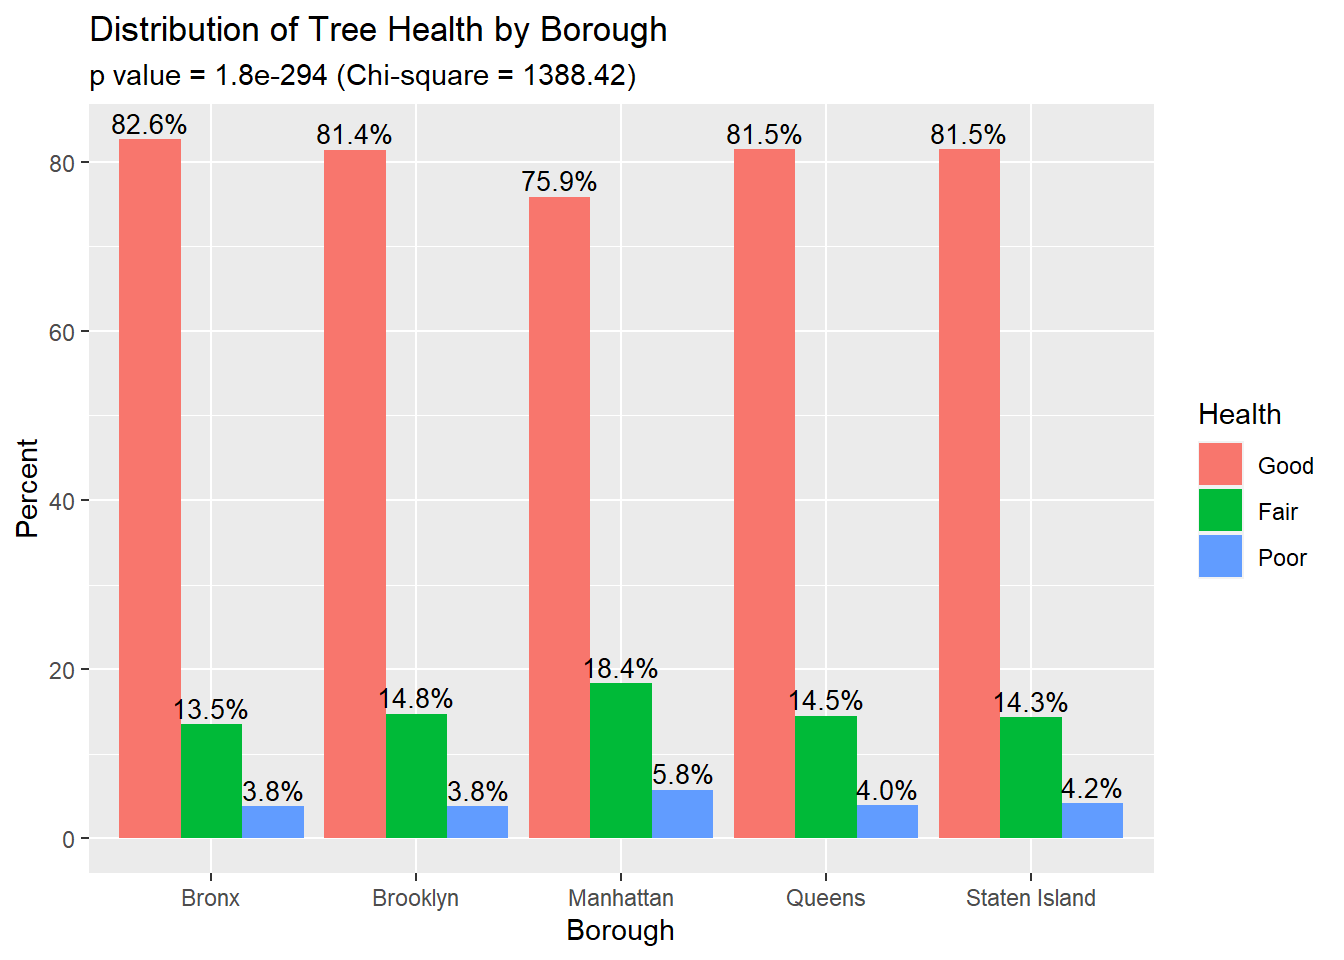 Distribution of Tree Health by Borough
p value = 1.8e-294 (Chi-square = 1388.42)
82.6%
81.4%
75.9%
81.5%
81.5%
13.5%
14.8%
18.4%
14.5%
14.3%
3.8%
3.8%
5.8%
4.0%
4.2%
80
60
40
20
0
Percent
Bronx
Brooklyn
Manhattan
Queens
Staten Island
Borough
Health
Good
Fair
Poor